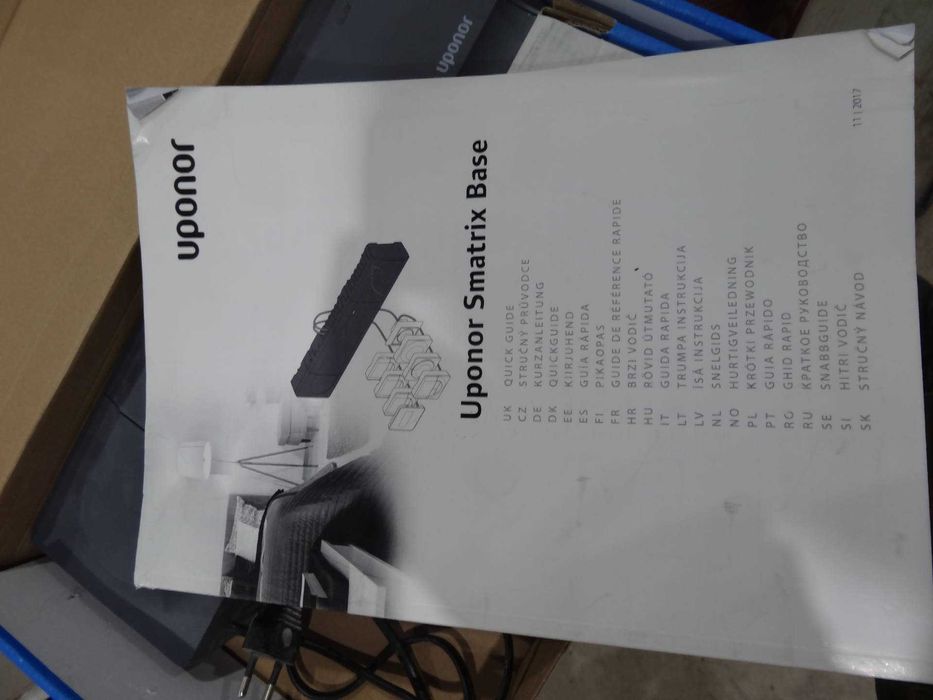 uponor
uponor
Uponor Smatrix Base
UK QUICK GUIDE
CZ STRUČNÝ PRŮVODCE
DE KURZANLEITUNG
DK QUICKGUIDE
EE KIIRJUHEND
ES GUÍA RÁPIDA
FI PIKAOPAS
FR GUIDE DE RÉFÉRENCE RAPIDE
HR BRZI VODIČ
HU RÖVID ÚTMUTATÓ
IT GUIDA RAPIDA
LT TRUMPA INSTRUKCIJA
LV ĪSĀ INSTRUKCIJA
NL SNELGIDS
NO HURTIGVEILEDNING
PL KRÓTKI PRZEWODNIK
PT GUIA RÁPIDO
RO GHID RAPID
RU КРАТКОЕ РУКОВОДСТВО
SE SNABBGUIDE
SI HITRI VODIČ
SK STRUČNÝ NÁVOD
11 | 2017